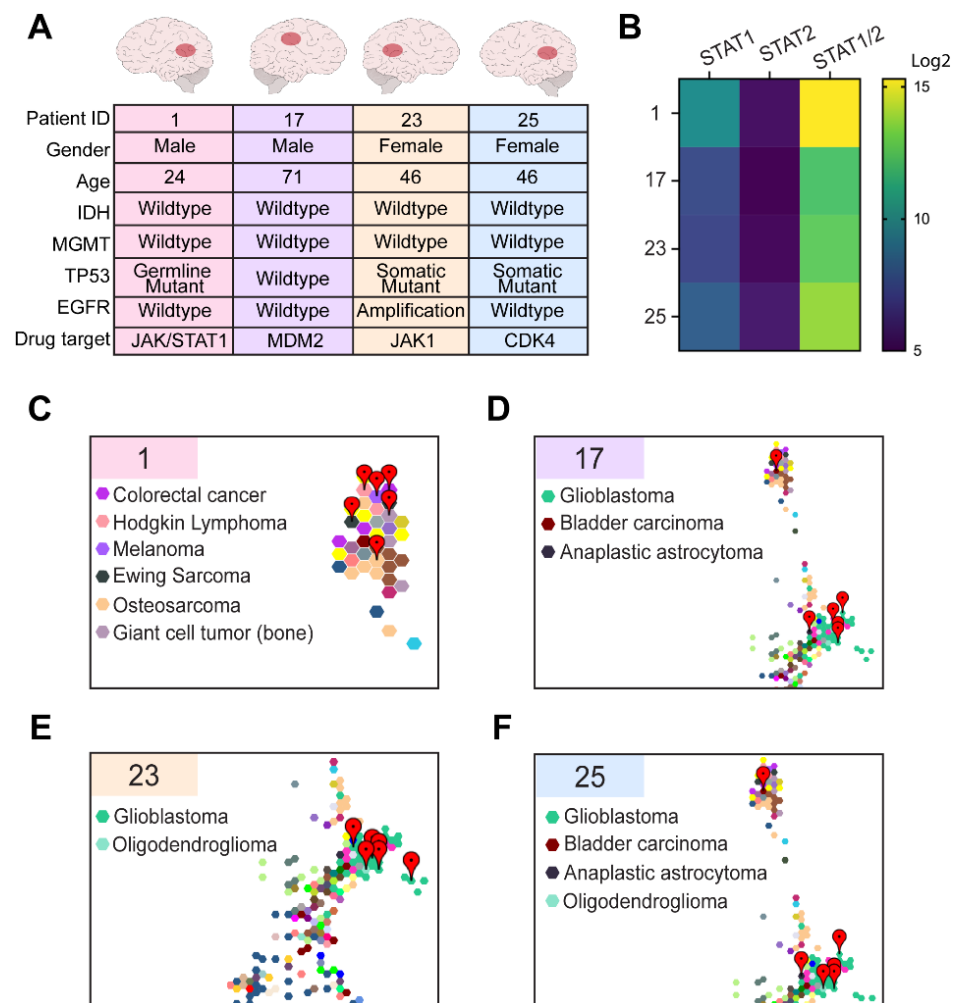 A
Patient ID 1 17 23 25
Gender Male Male Female Female
Age 24 71 46 46
IDH Wildtype Wildtype Wildtype Wildtype
MGMT Wildtype Wildtype Wildtype Wildtype
TP53 Germline Mutant Wildtype Somatic Mutant Somatic Mutant
EGFR Wildtype Wildtype Amplification Wildtype
Drug target JAK/STAT1 MDM2 JAK1 CDK4
B
STAT1 STAT2 STAT1/2
Log2
15
10
5
1
17
23
25
C
1
Colorectal cancer
Hodgkin Lymphoma
Melanoma
Ewing Sarcoma
Osteosarcoma
Giant cell tumor (bone)
D
17
Glioblastoma
Bladder carcinoma
Anaplastic astrocytoma
E
23
Glioblastoma
Oligodendroglioma
F
25
Glioblastoma
Bladder carcinoma
Anaplastic astrocytoma
Oligodendroglioma